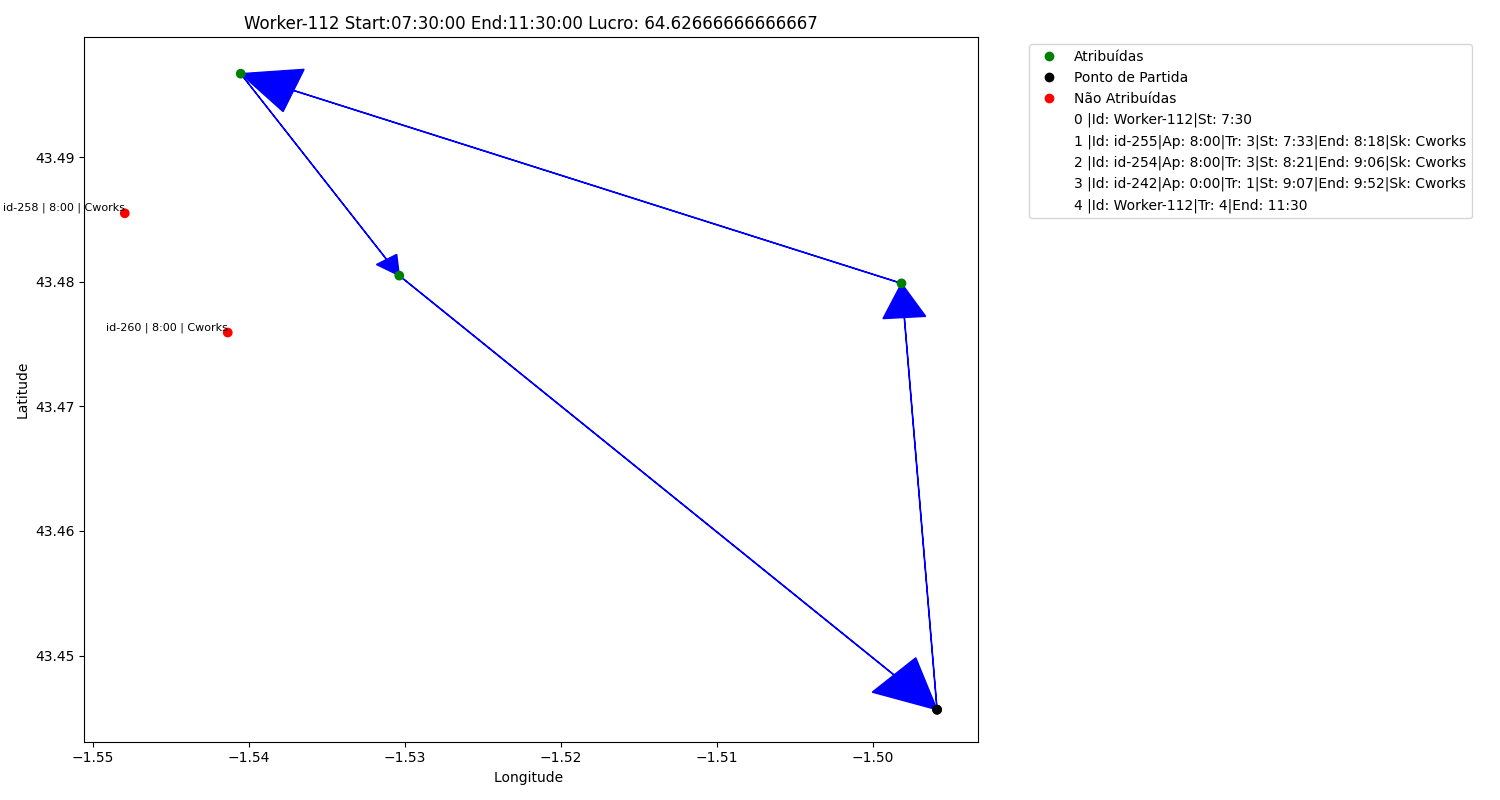 Worker-112 Start:07:30:00 End:11:30:00 Lucro: 64.62666666666667
Atribuídas
Ponto de Partida
Não Atribuídas
0 |Id: Worker-112|St: 7:30
1 |Id: id-255|Ap: 8:00|Tr: 3|St: 7:33|End: 8:18|Sk: Cworks
2 |Id: id-254|Ap: 8:00|Tr: 3|St: 8:21|End: 9:06|Sk: Cworks
3 |Id: id-242|Ap: 0:00|Tr: 1|St: 9:07|End: 9:52|Sk: Cworks
4 |Id: Worker-112|Tr: 4|End: 11:30
43.49
id-258 | 8:00 | Cworks
43.48
id-260 | 8:00 | Cworks
43.47
Latitude
43.46
43.45
−1.55 −1.54 −1.53 −1.52 −1.51 −1.50
Longitude